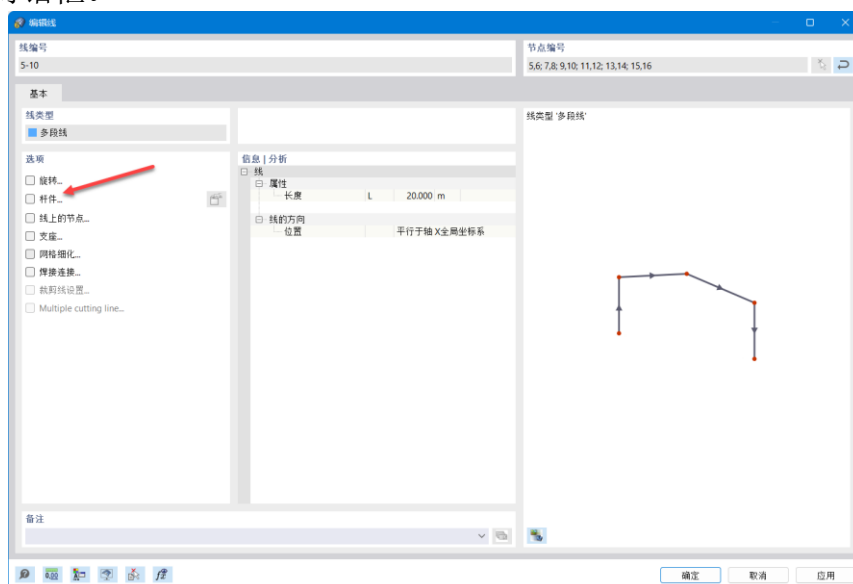 编辑线
线编号
节点编号
5-10
5,6; 7,8; 9,10; 11,12; 13,14; 15,16
基本
线类型
多段线
线类型 '多段线'
选项
旋转...
杆件...
线上的节点...
支座...
网格细化...
焊接连接...
裁剪线设置...
Multiple cutting line...
信息 | 分析
线
属性
长度 L 20.000 m
线的方向
位置 平行于轴 X全局坐标系
备注
确定
取消
应用